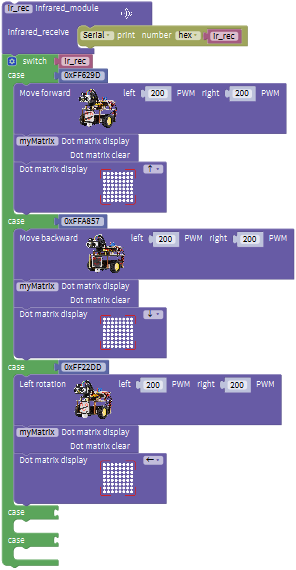 ir_rec Infrared_module
Infrared_receive Serial print number hex ir_rec
switch ir_rec
case 0xFF629D
Move forward left 200 PWM right 200 PWM
myMatrix Dot matrix display
Dot matrix clear
Dot matrix display ↑
case 0xFFA857
Move backward left 200 PWM right 200 PWM
myMatrix Dot matrix display
Dot matrix clear
Dot matrix display ↓
case 0xFF22DD
Left rotation left 200 PWM right 200 PWM
myMatrix Dot matrix display
Dot matrix clear
Dot matrix display ←
case
case